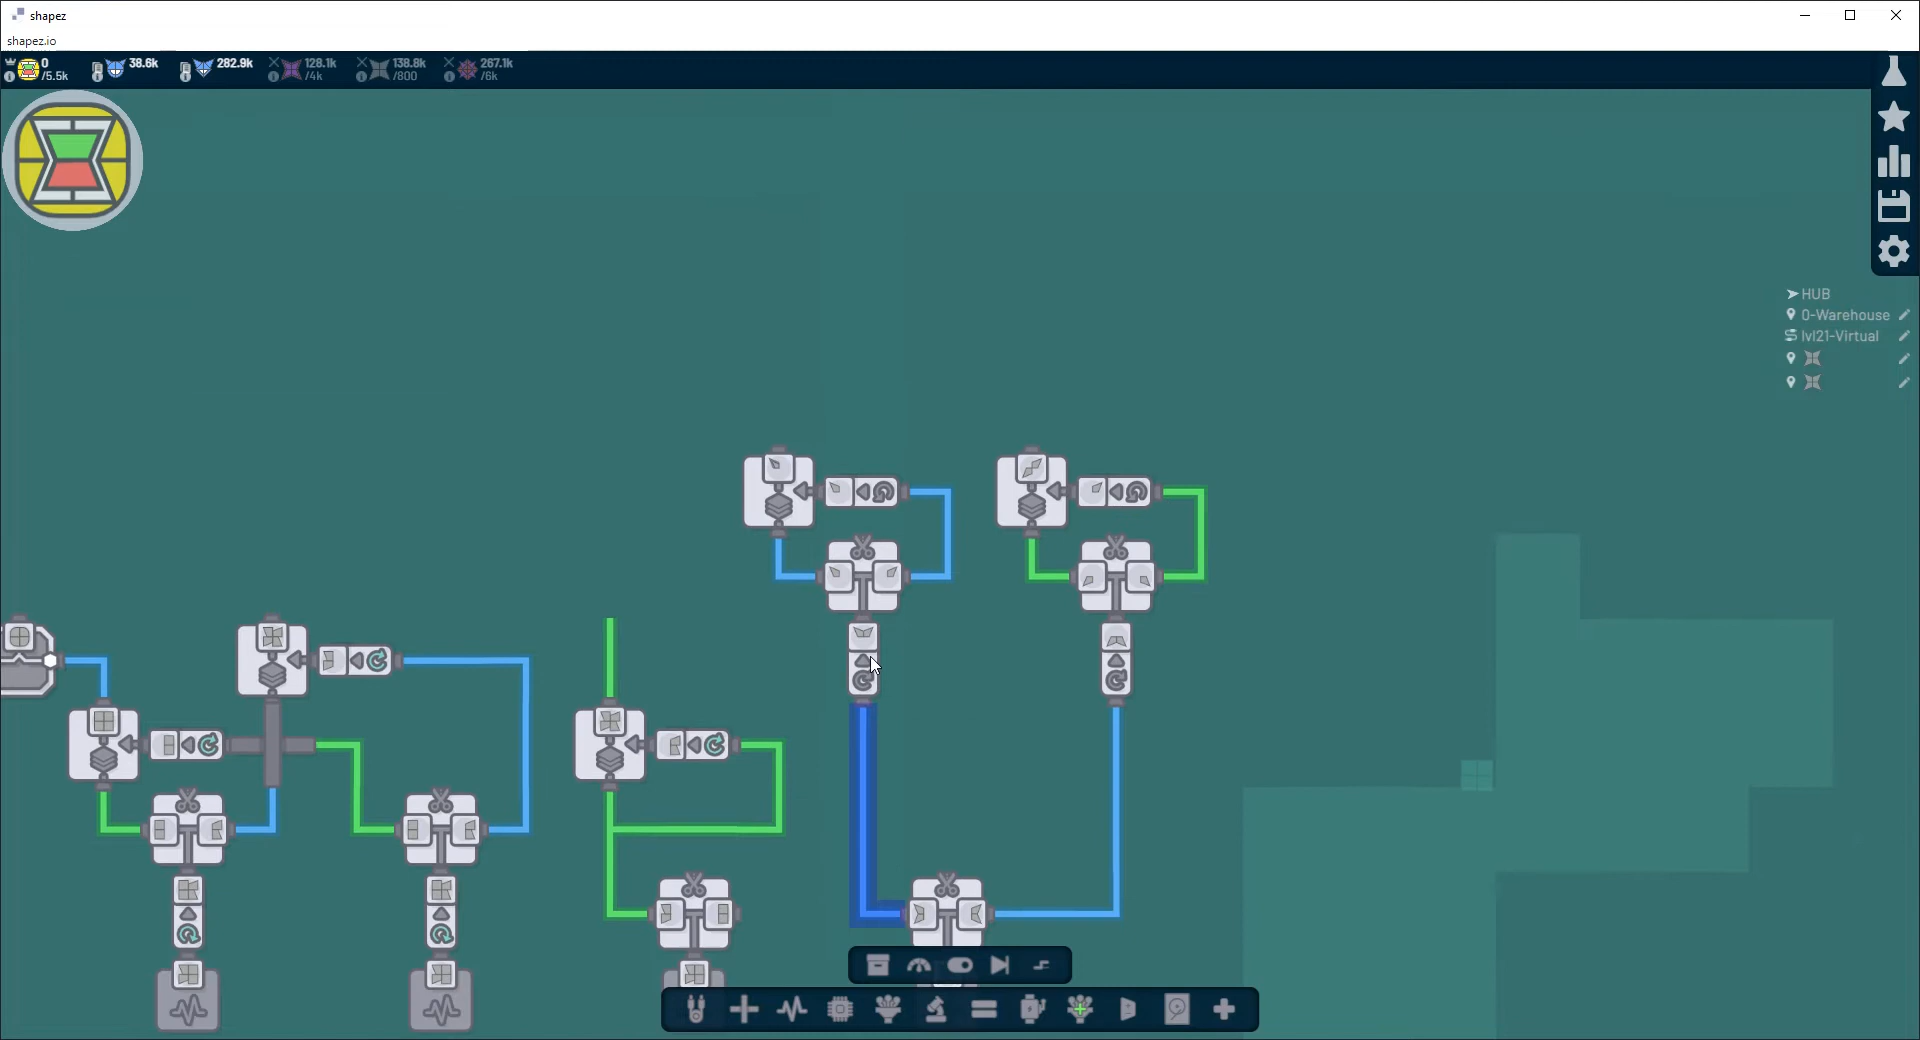 shapez
shapez.io
0
/5.5k
38.6k
282.9k
128.1k
/4k
138.8k
/800
267.1k
/6k
HUB
0-Warehouse
lvl21-Virtual